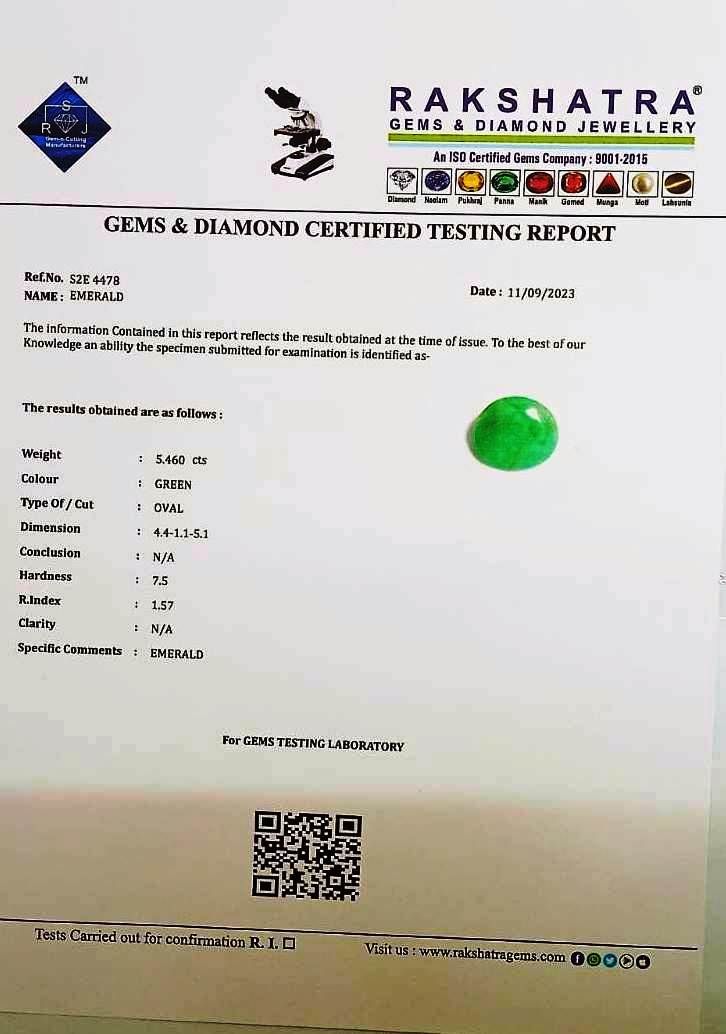 TM
S
R J
Gems Cutting
Manufacturers
RAKSHATRA®
GEMS & DIAMOND JEWELLERY
An ISO Certified Gems Company : 9001-2015
Diamond Neelam Pukhraj Panna Manik Gomed Munga Moti Lahsunia
GEMS & DIAMOND CERTIFIED TESTING REPORT
Ref.No. S2E 4478
NAME : EMERALD
Date : 11/09/2023
The information Contained in this report reflects the result obtained at the time of issue. To the best of our
Knowledge an ability the specimen submitted for examination is identified as-
The results obtained are as follows :
Weight : 5.460 cts
Colour : GREEN
Type Of / Cut : OVAL
Dimension : 4.4-1.1-5.1
Conclusion : N/A
Hardness : 7.5
R.Index : 1.57
Clarity : N/A
Specific Comments : EMERALD
For GEMS TESTING LABORATORY
Tests Carried out for confirmation R. I. ☐
Visit us : www.rakshatragems.com